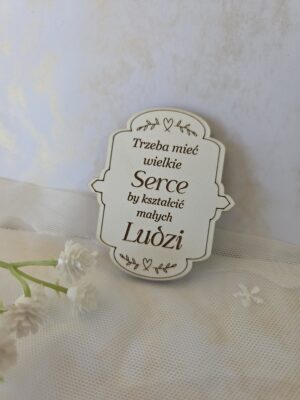 Trzeba mieć
wielkie
Serce
by kształcić
małych
Ludzi